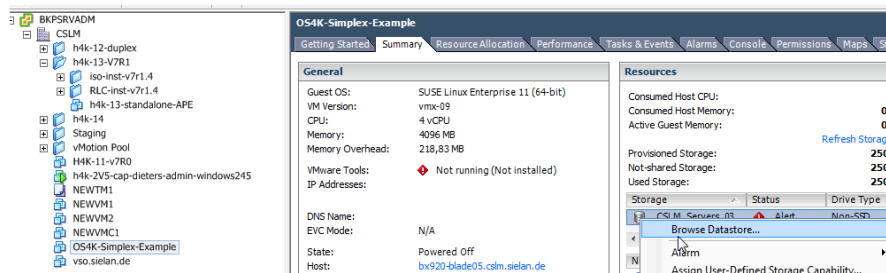 BKPSRVADM
CSLM
h4k-12-duplex
h4k-13-V7R1
iso-inst-v7r1.4
RLC-inst-v7r1.4
h4k-13-standalone-APE
h4k-14
Staging
vMotion Pool
H4K-11-v7R0
h4k-2V5-cap-dieters-admin-windows245
NEWTM1
NEWVM1
NEWVM2
NEWVMC1
OS4K-Simplex-Example
vso.sielan.de
OS4K-Simplex-Example
Getting Started Summary Resource Allocation Performance Tasks & Events Alarms Console Permissions Maps
General
Guest OS: SUSE Linux Enterprise 11 (64-bit)
VM Version: vmx-09
CPU: 4 vCPU
Memory: 4096 MB
Memory Overhead: 218,83 MB
VMware Tools: Not running (Not installed)
IP Addresses:
DNS Name:
EVC Mode: N/A
State: Powered Off
Host: bx920-blade05.cslm.sielan.de
Resources
Consumed Host CPU:
Consumed Host Memory: 0
Active Guest Memory: 0
Refresh Storag
Provisioned Storage: 250
Not-shared Storage: 250
Used Storage: 250
Storage Status Drive Type
CSLM_Servers_03 Alert Non-SSD
Browse Datastore...
Alarm
N
Assign User-Defined Storage Capability...